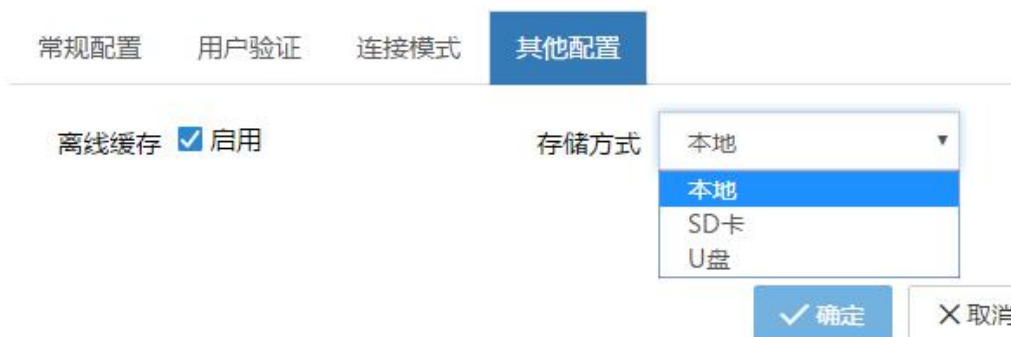 常规配置 用户验证 连接模式 其他配置
离线缓存 启用 存储方式 本地
本地
SD卡
U盘
确定 取消